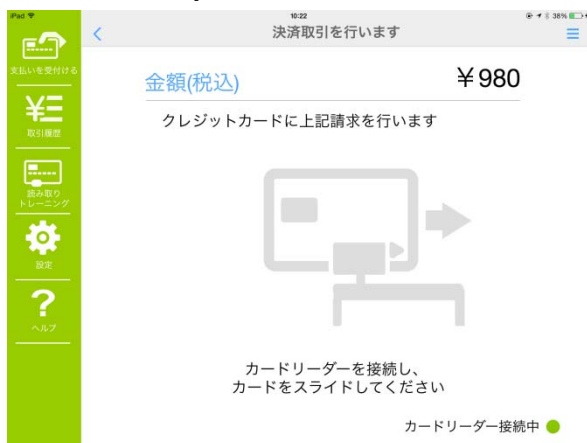 iPad
10:22
38%
決済取引を行います
支払いを受付ける
取引履歴
読み取り
トレーニング
設定
ヘルプ
金額(税込)
¥980
クレジットカードに上記請求を行います
カードリーダーを接続し、
カードをスライドしてください
カードリーダー接続中